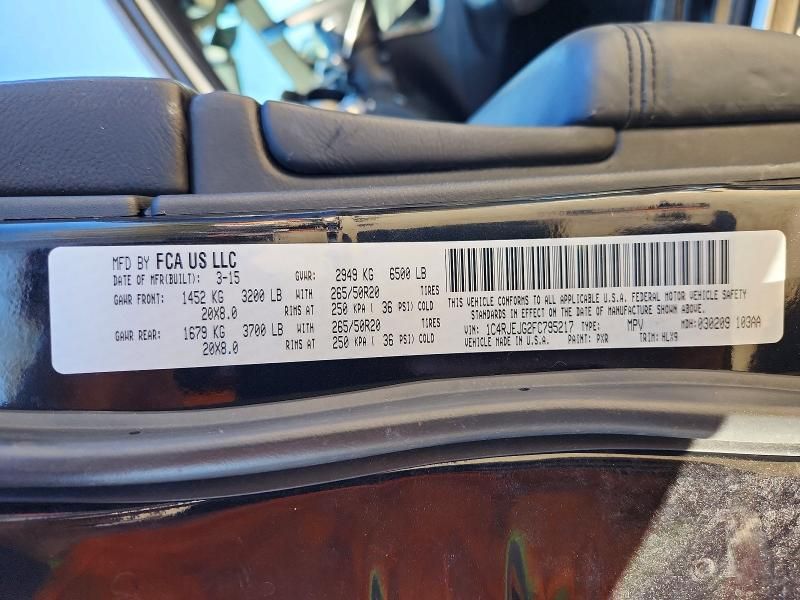 MFD BY FCA US LLC
DATE OF MFR(BUILT): 3-15 GVWR: 2949 KG 6500 LB
GAWR FRONT: 1452 KG 3200 LB WITH 265/50R20 TIRES
20X8.0 RIMS AT 250 KPA ( 36 PSI) COLD
GAWR REAR: 1679 KG 3700 LB WITH 265/50R20 TIRES
20X8.0 RIMS AT 250 KPA ( 36 PSI) COLD
THIS VEHICLE CONFORMS TO ALL APPLICABLE U.S.A. FEDERAL MOTOR VEHICLE SAFETY
STANDARDS IN EFFECT ON THE DATE OF MANUFACTURE SHOWN ABOVE.
VIN: 1C4RJEJG2FC795217 TYPE: MPV MDH: 030209 103AA
VEHICLE MADE IN U.S.A. PAINT: PXR TRIM: HLX9